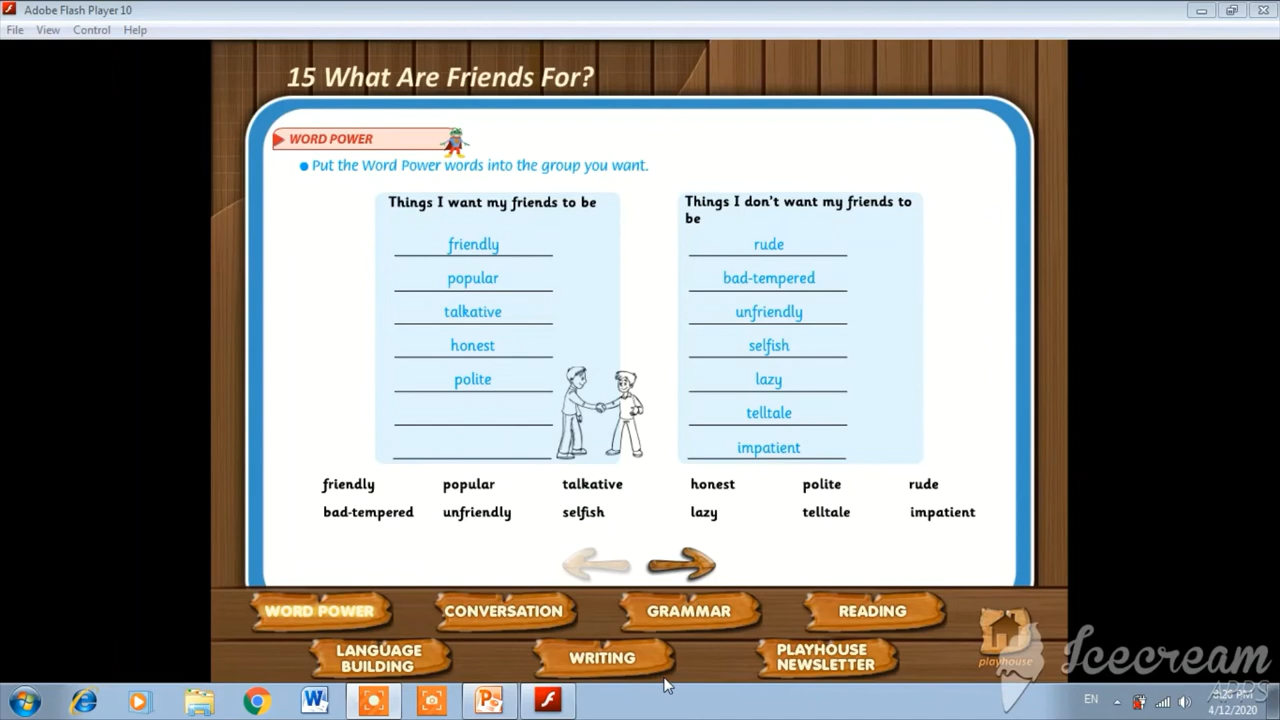 Adobe Flash Player 10
File View Control Help
15 What Are Friends For?
WORD POWER
Put the Word Power words into the group you want.
Things I want my friends to be
friendly
popular
talkative
honest
polite
Things I don't want my friends to
be
rude
bad-tempered
unfriendly
selfish
lazy
telltale
impatient
friendly popular talkative honest polite rude
bad-tempered unfriendly selfish lazy telltale impatient
WORD POWER CONVERSATION GRAMMAR READING
LANGUAGE
BUILDING
WRITING
PLAYHOUSE
NEWSLETTER
playhouse
Icecream
APPS
EN
4/12/2020